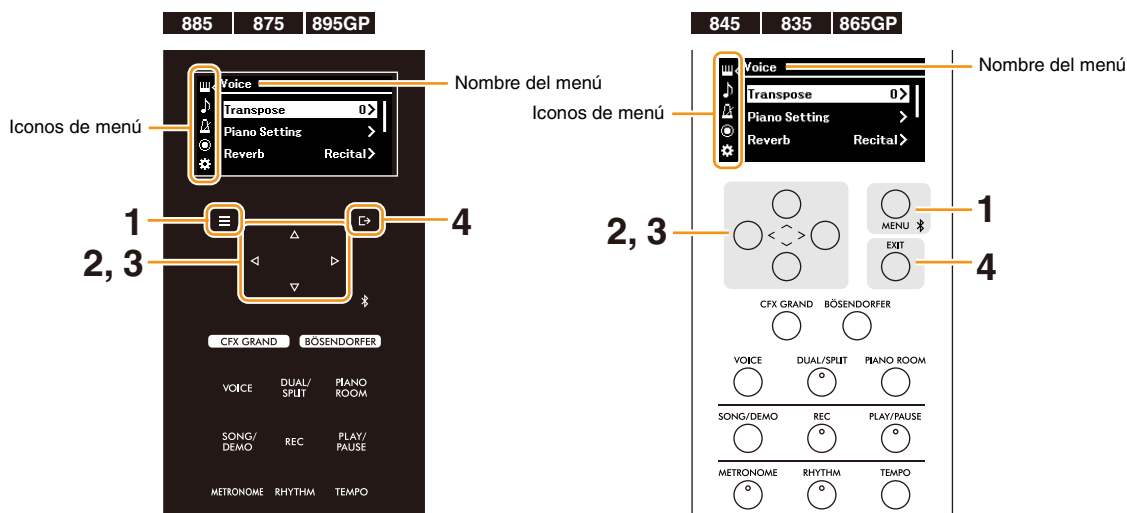 885 875 895GP
Voice
Transpose 0
Piano Setting
Reverb Recital
Nombre del menú
Iconos de menú
1
4
2, 3
CFX GRAND BÖSENDORFER
VOICE DUAL/SPLIT PIANO ROOM
SONG/DEMO REC PLAY/PAUSE
METRONOME RHYTHM TEMPO
845 835 865GP
Voice
Transpose 0
Piano Setting
Reverb Recital
Nombre del menú
Iconos de menú
2, 3
1
MENU
EXIT
4
CFX GRAND BÖSENDORFER
VOICE DUAL/SPLIT PIANO ROOM
SONG/DEMO REC PLAY/PAUSE
METRONOME RHYTHM TEMPO